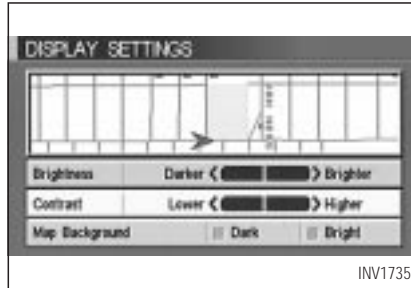 DISPLAY SETTINGS
Brightness Darker Brighter
Contrast Lower Higher
Map Background Dark Bright
INV1735